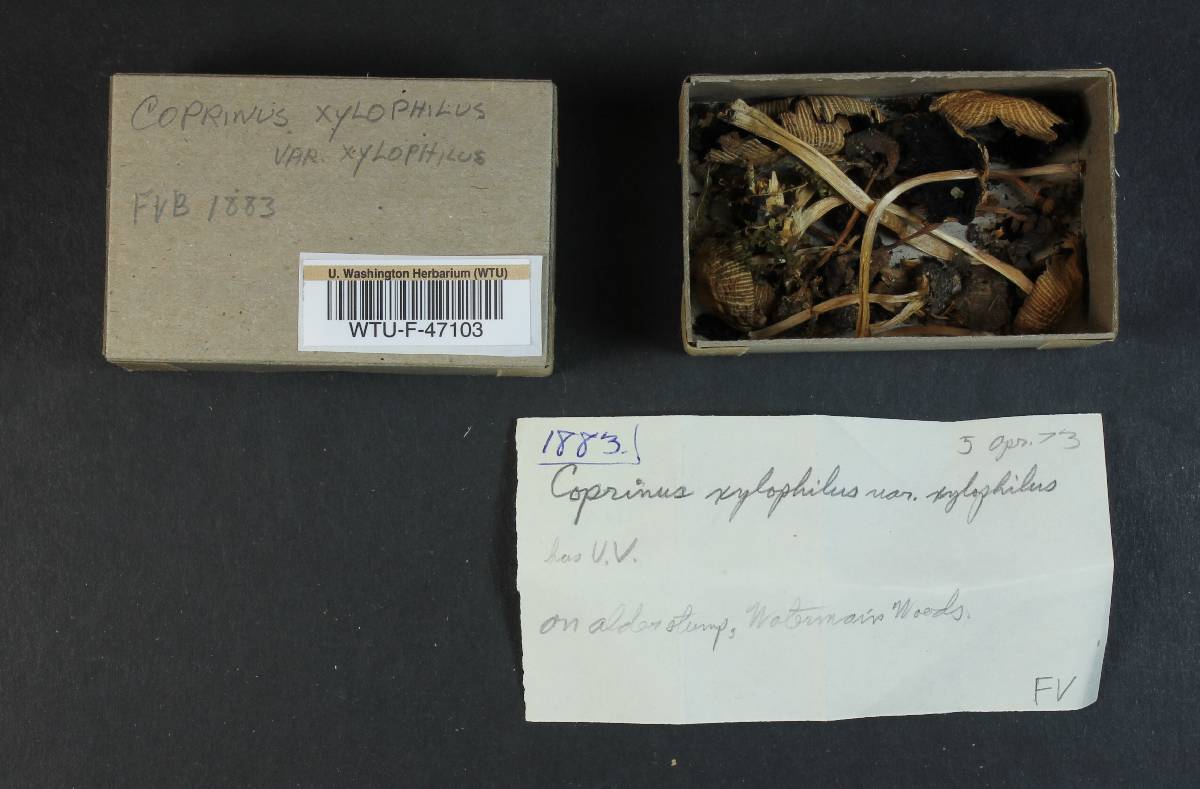 COPRINUS XYLOPHILUS
VAR. XYLOPHILUS
FVB 1883
U. Washington Herbarium (WTU)
WTU-F-47103
1883.
5 Apr. 73
Coprinus xylophilus var. xylophilus
has V.V.
on alder stump, Watermain Woods.
FV